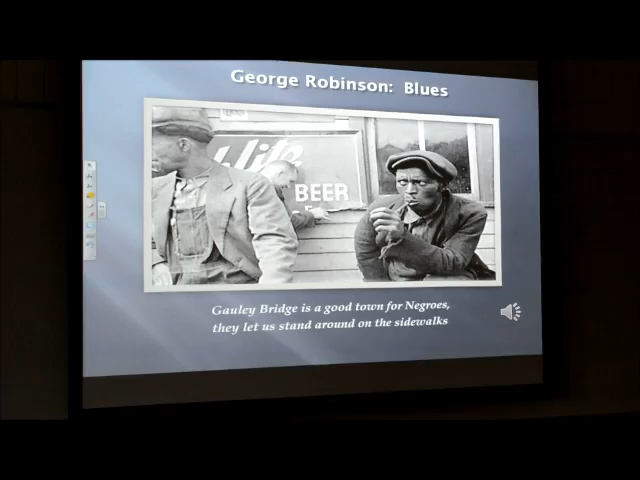 George Robinson: Blues
BEER
Gauley Bridge is a good town for Negroes,
they let us stand around on the sidewalks